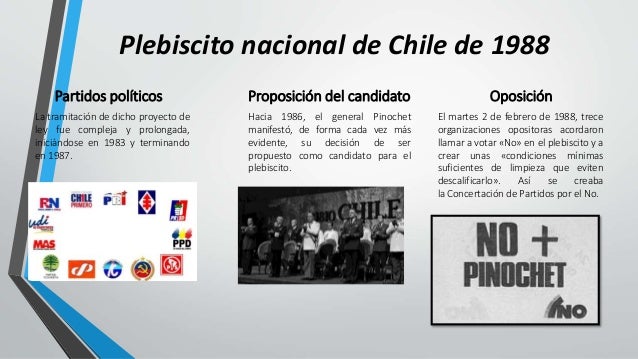 Plebiscito nacional de Chile de 1988
Partidos políticos
La tramitación de dicho proyecto de
ley fue compleja y prolongada,
iniciándose en 1983 y terminando
en 1987.
RN
CHILE
PRIMERO
PRI
udi
MAS
PPD
Proposición del candidato
Hacia 1986, el general Pinochet
manifestó, de forma cada vez más
evidente, su decisión de ser
propuesto como candidato para el
plebiscito.
CHILE
Oposición
El martes 2 de febrero de 1988, trece
organizaciones opositoras acordaron
llamar a votar «No» en el plebiscito y a
crear unas «condiciones mínimas
suficientes de limpieza que eviten
descalificarlo». Así se creaba
la Concertación de Partidos por el No.
NO +
PINOCHET
NO